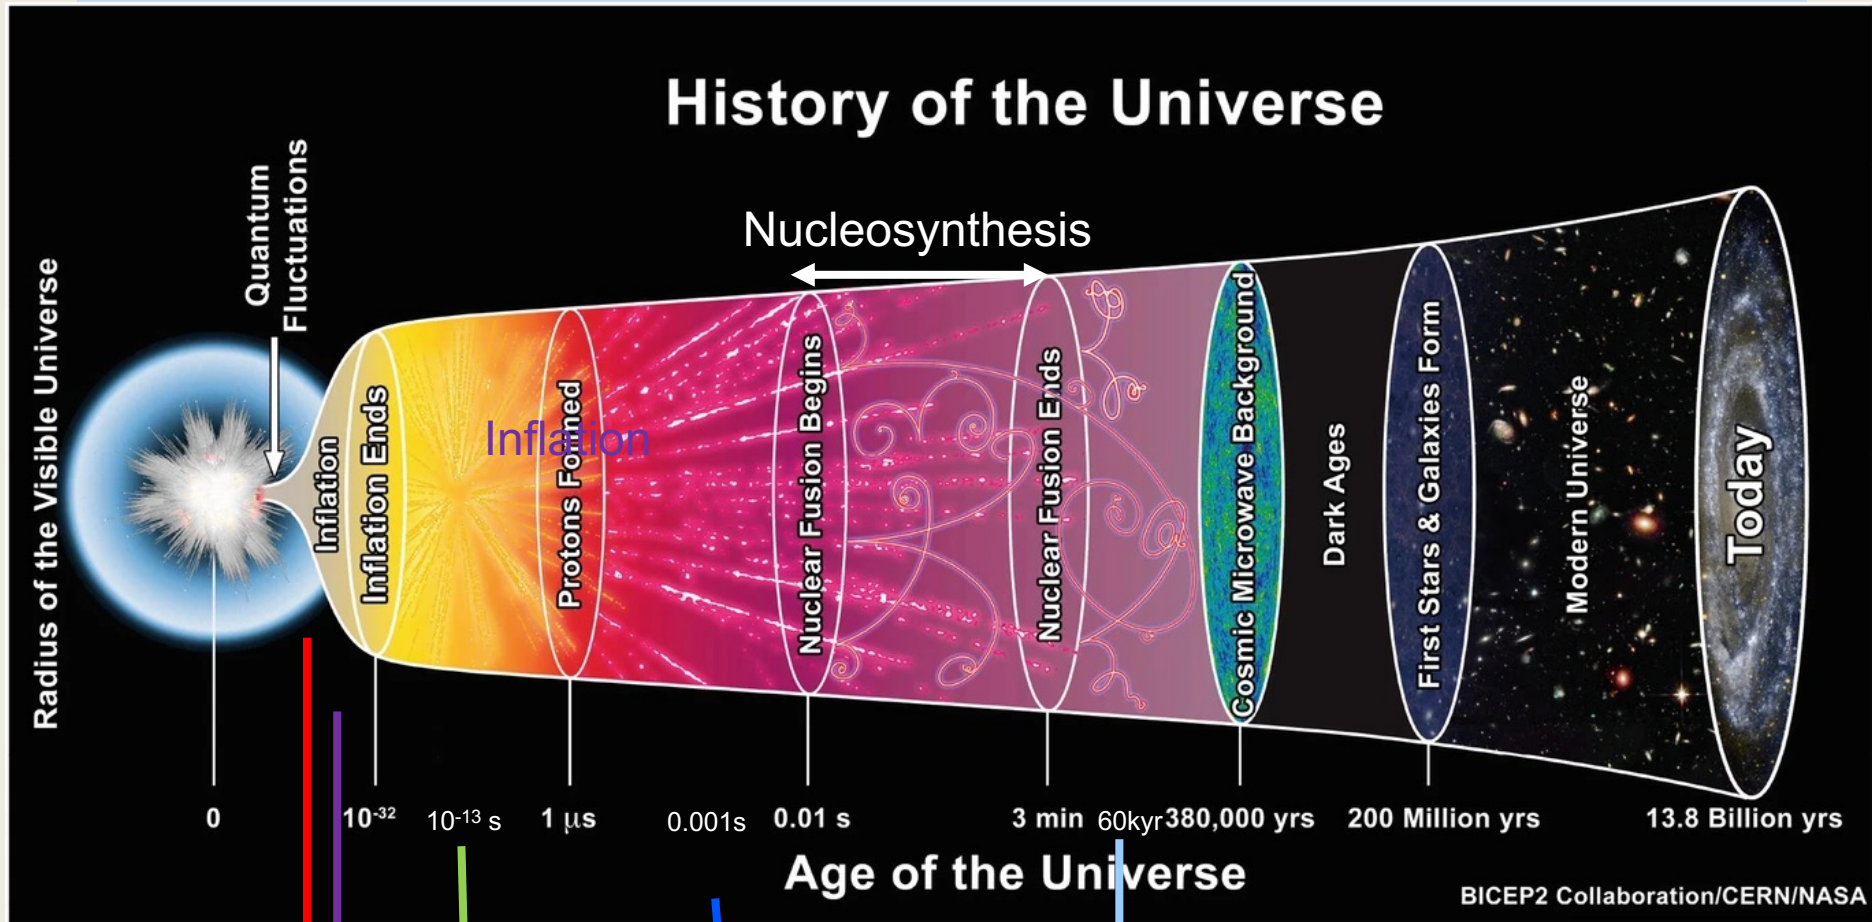 History of the Universe
Radius of the Visible Universe
Quantum
Fluctuations
Nucleosynthesis
Inflation
Inflation Ends
Inflation
Protons Formed
Nuclear Fusion Begins
Nuclear Fusion Ends
Cosmic Microwave Background
Dark Ages
First Stars & Galaxies Form
Modern Universe
Today
0
10⁻³²
10⁻¹³ s
1 µs
0.001s
0.01 s
3 min
60kyr
380,000 yrs
200 Million yrs
13.8 Billion yrs
Age of the Universe
BICEP2 Collaboration/CERN/NASA